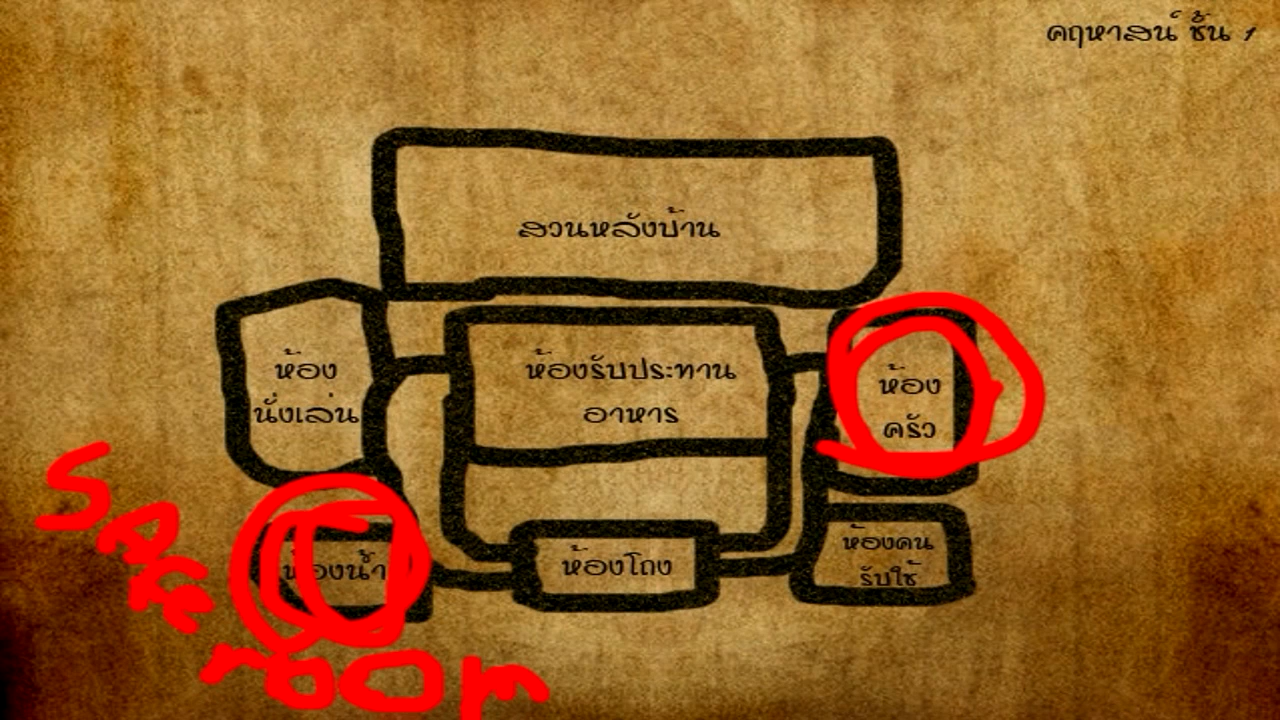 คฤหาสน์ ชั้น 1
สวนหลังบ้าน
ห้อง
นั่งเล่น
ห้องรับประทาน
อาหาร
ห้อง
ครัว
ห้องน้ำ
ห้องโถง
ห้องคน
รับใช้
safe
room